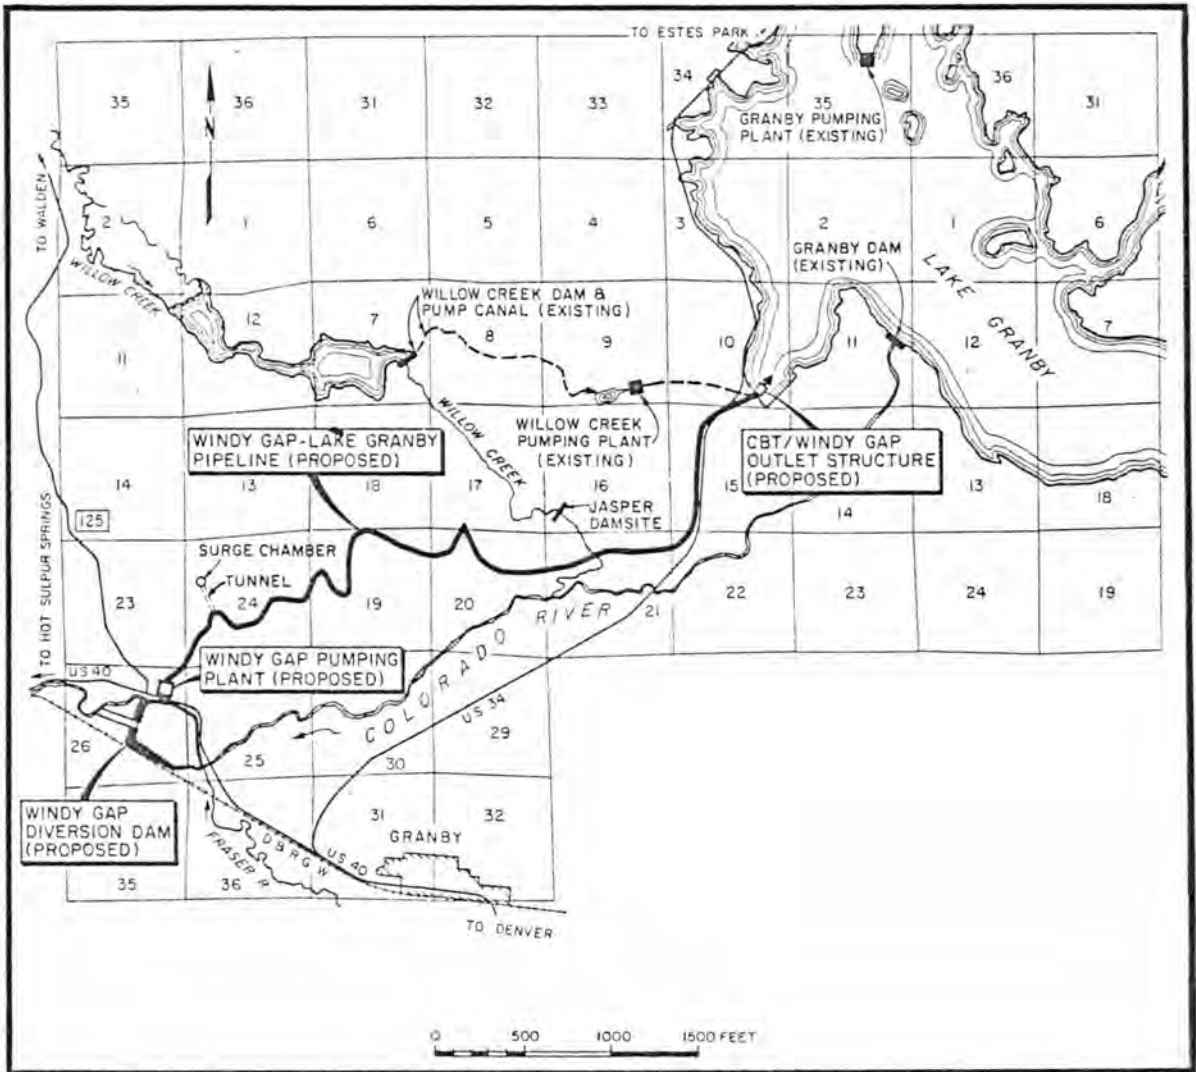 TO ESTES PARK
34
36
35 36 31 32 33 35 31
GRANBY PUMPING
PLANT (EXISTING)
N
TO WALDEN
2 1 6 5 4 3 2 1 6
GRANBY DAM
(EXISTING)
LAKE
GRANBY
WILLOW CREEK
WILLOW CREEK DAM &
PUMP CANAL (EXISTING)
11 12 7 8 9 10 11 12 7
WILLOW CREEK
WINDY GAP-LAKE GRANBY
PIPELINE (PROPOSED)
WILLOW CREEK
PUMPING PLANT
(EXISTING)
CBT/WINDY GAP
OUTLET STRUCTURE
(PROPOSED)
14 13 18 17 16 15 14 13 18
JASPER
DAMSITE
125
TO HOT SULPUR SPRINGS
SURGE CHAMBER
TUNNEL
23 24 19 20 21 22 23 24 19
COLORADO RIVER
US 40
WINDY GAP PUMPING
PLANT (PROPOSED)
US 34
26 25 30 29
WINDY GAP
DIVERSION DAM
(PROPOSED)
31 32
GRANBY
FRASER R
D & R G W
US 40
35 36
TO DENVER
0 500 1000 1500 FEET